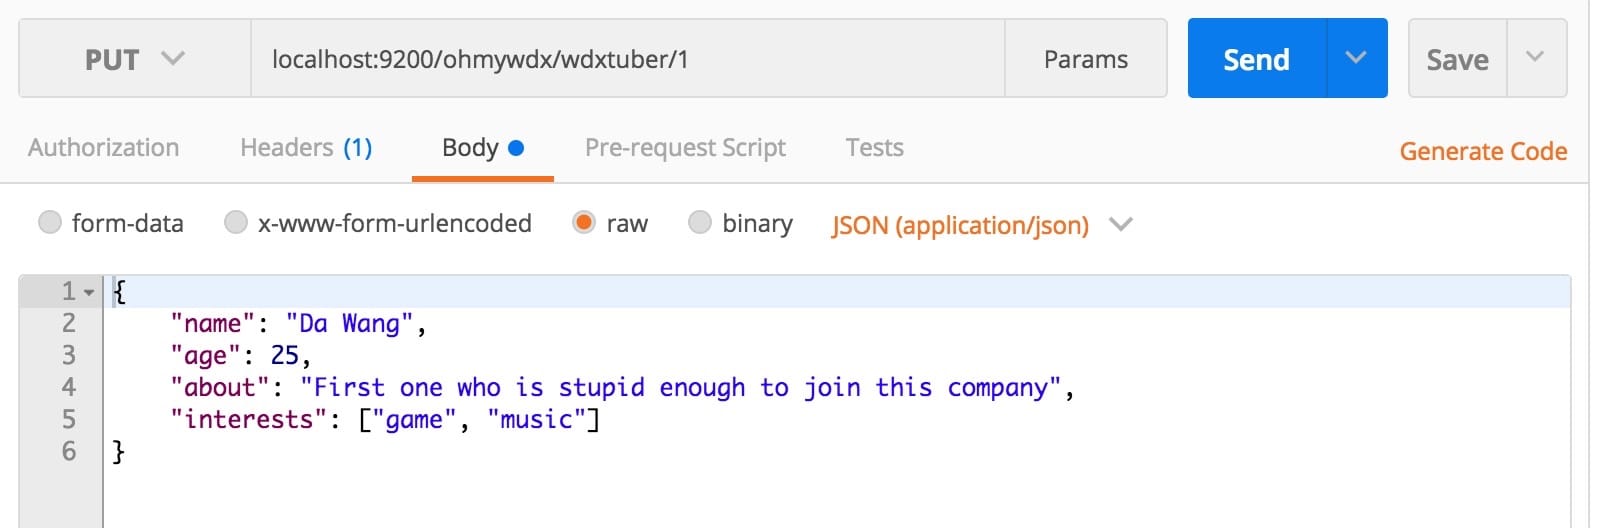 PUT localhost:9200/ohmywdx/wdxtuber/1 Params Send Save
Authorization Headers (1) Body Pre-request Script Tests Generate Code
form-data x-www-form-urlencoded raw binary JSON (application/json)
1 {
2 "name": "Da Wang",
3 "age": 25,
4 "about": "First one who is stupid enough to join this company",
5 "interests": ["game", "music"]
6 }